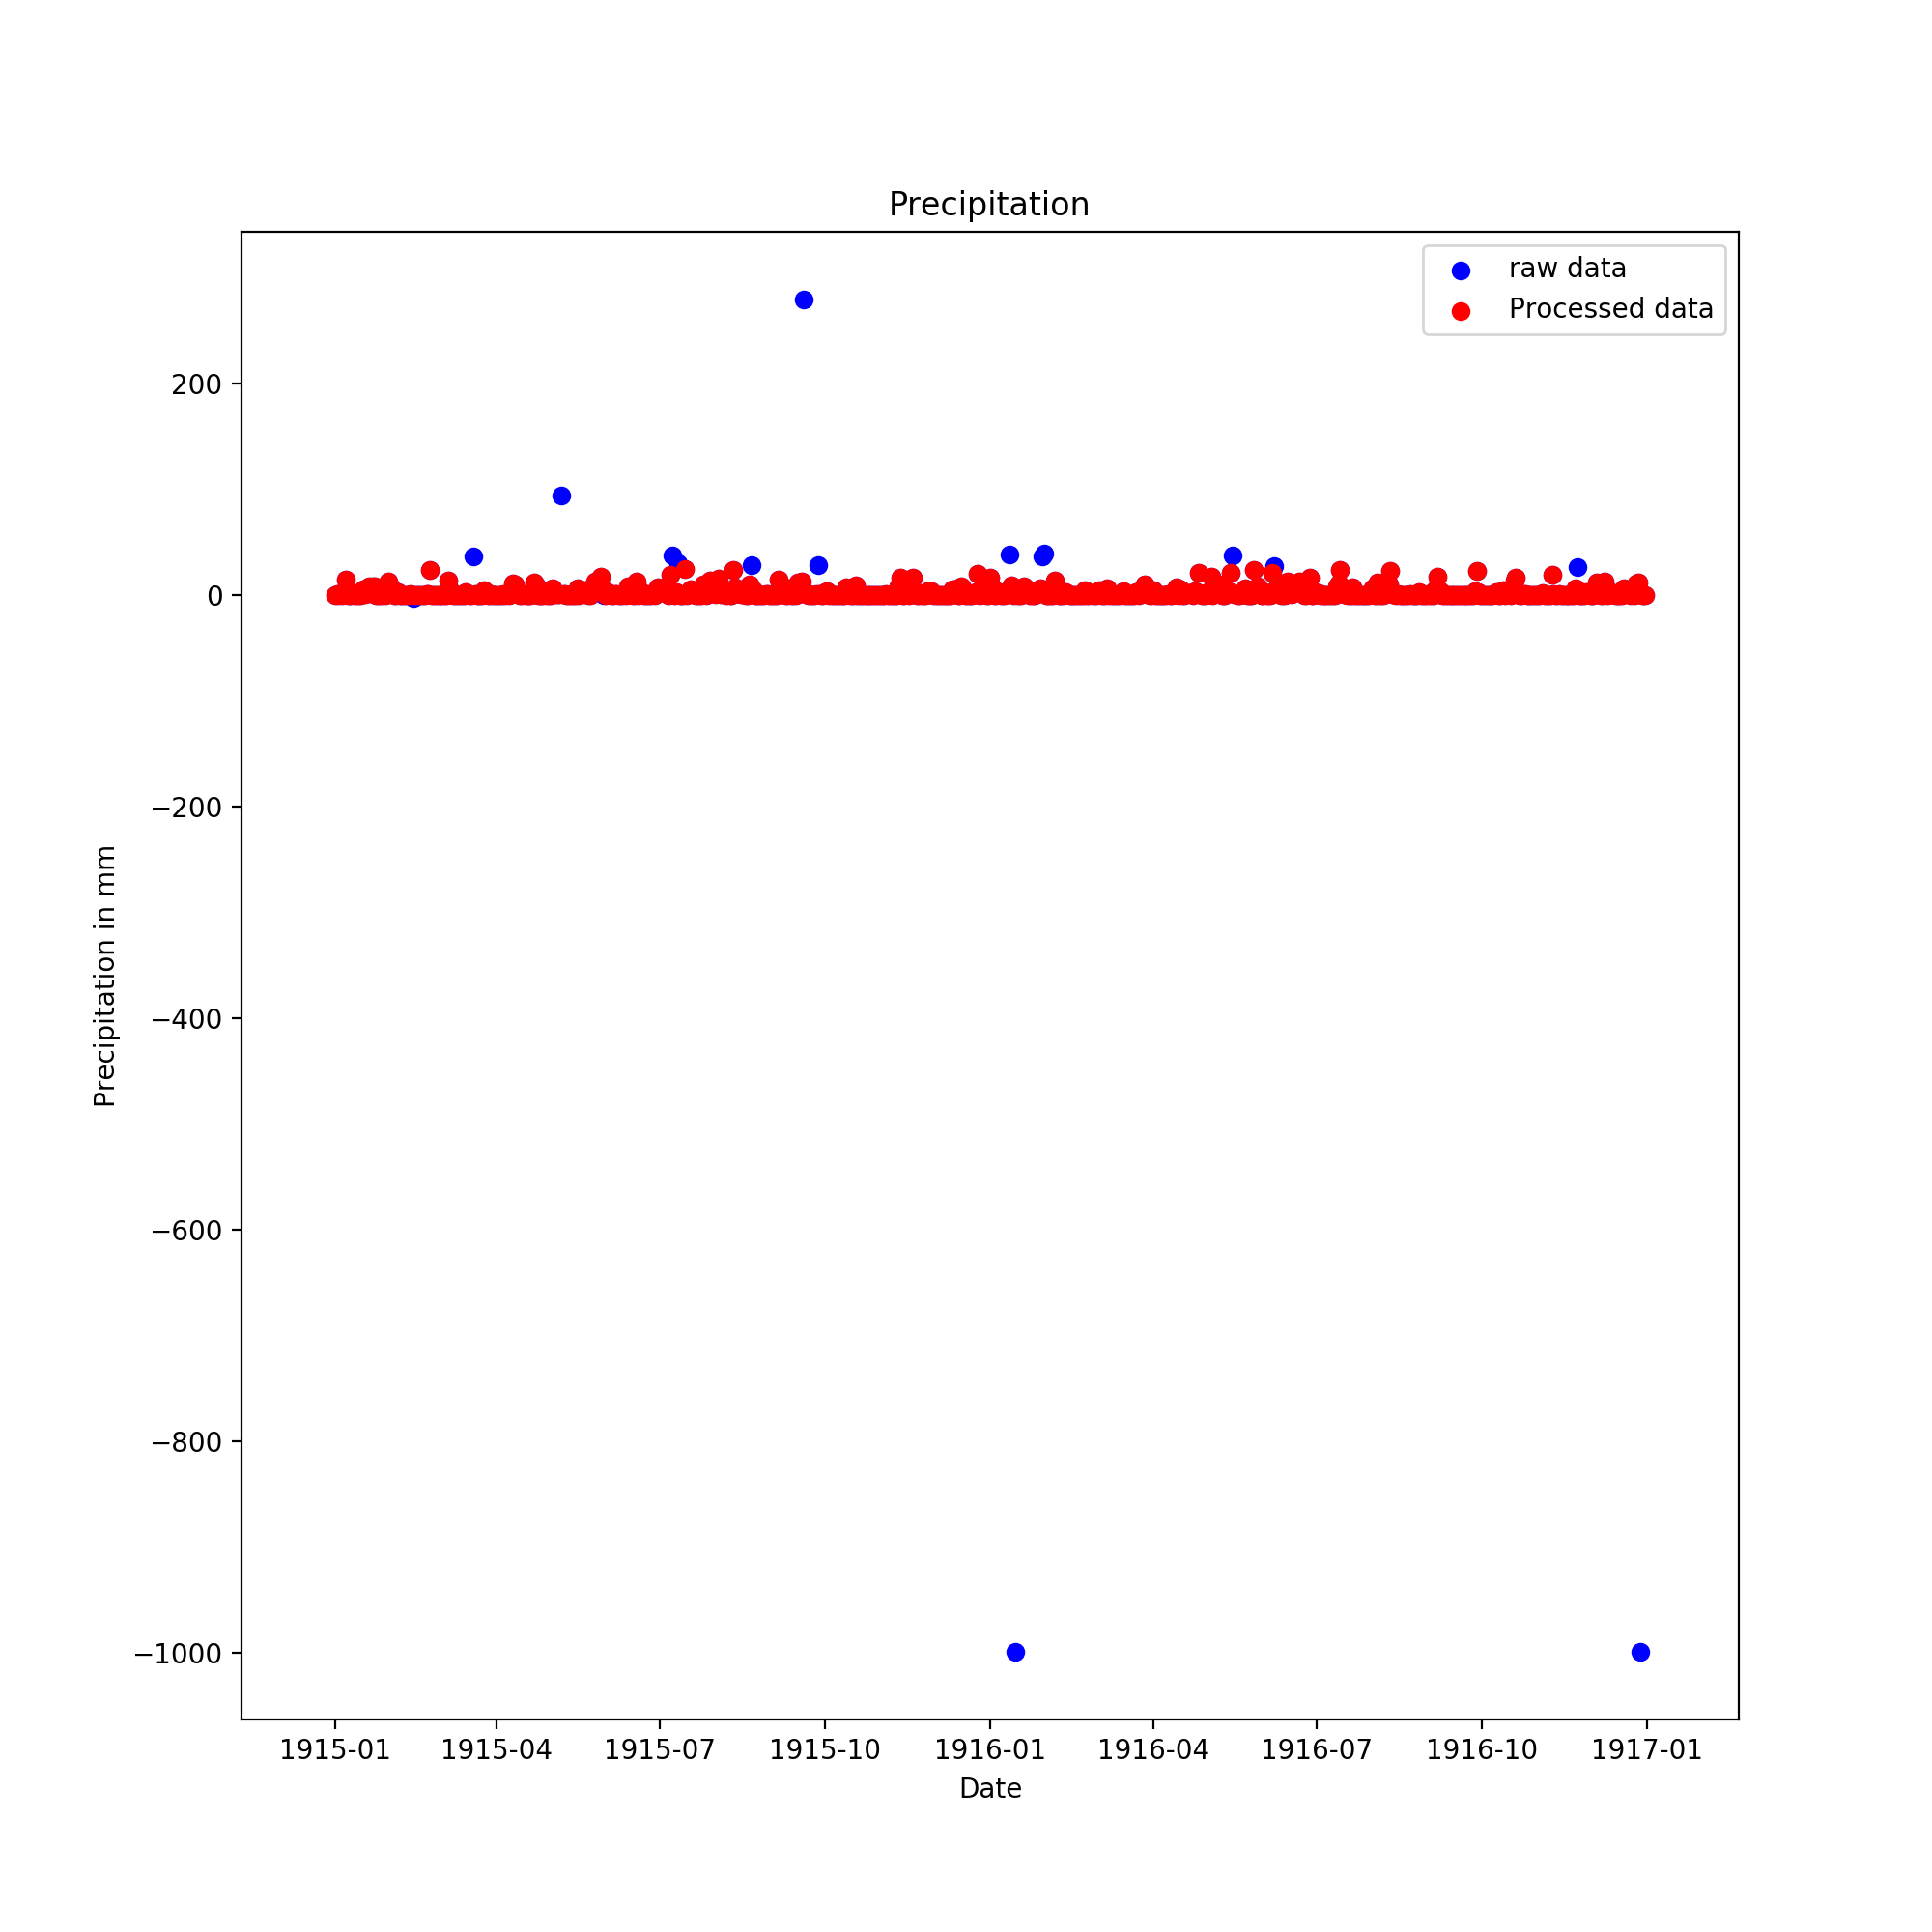 Precipitation
raw data
Processed data
200
0
−200
−400
−600
−800
−1000
Precipitation in mm
1915-01 1915-04 1915-07 1915-10 1916-01 1916-04 1916-07 1916-10 1917-01
Date